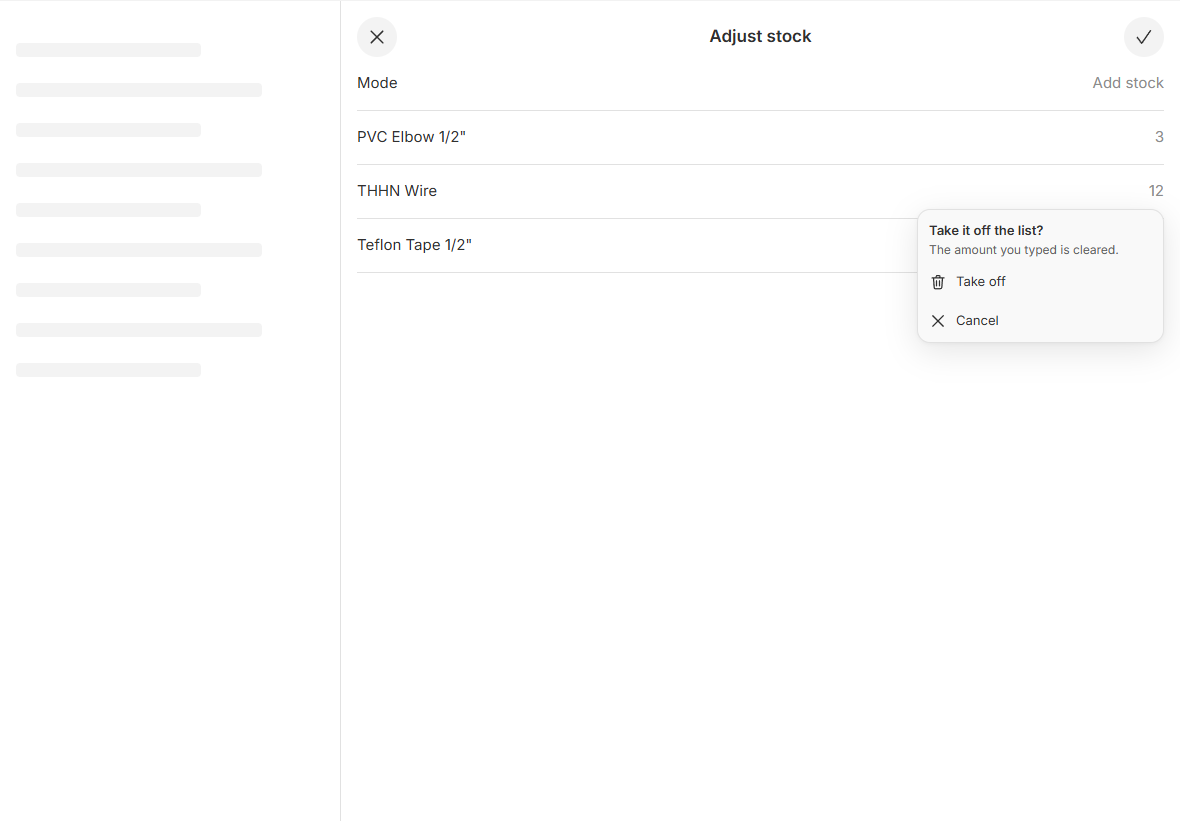 Adjust stock
Mode
Add stock
PVC Elbow 1/2"
3
THHN Wire
12
Teflon Tape 1/2"
Take it off the list?
The amount you typed is cleared.
Take off
Cancel